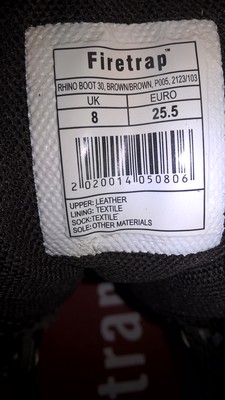 Firetrap™
RHINO BOOT 30, BROWN/BROWN, P005, 2123/103
UK EURO
8 25.5
2 020014 050806
UPPER: LEATHER
LINING: TEXTILE
SOCK:TEXTILE
SOLE: OTHER MATERIALS
tran